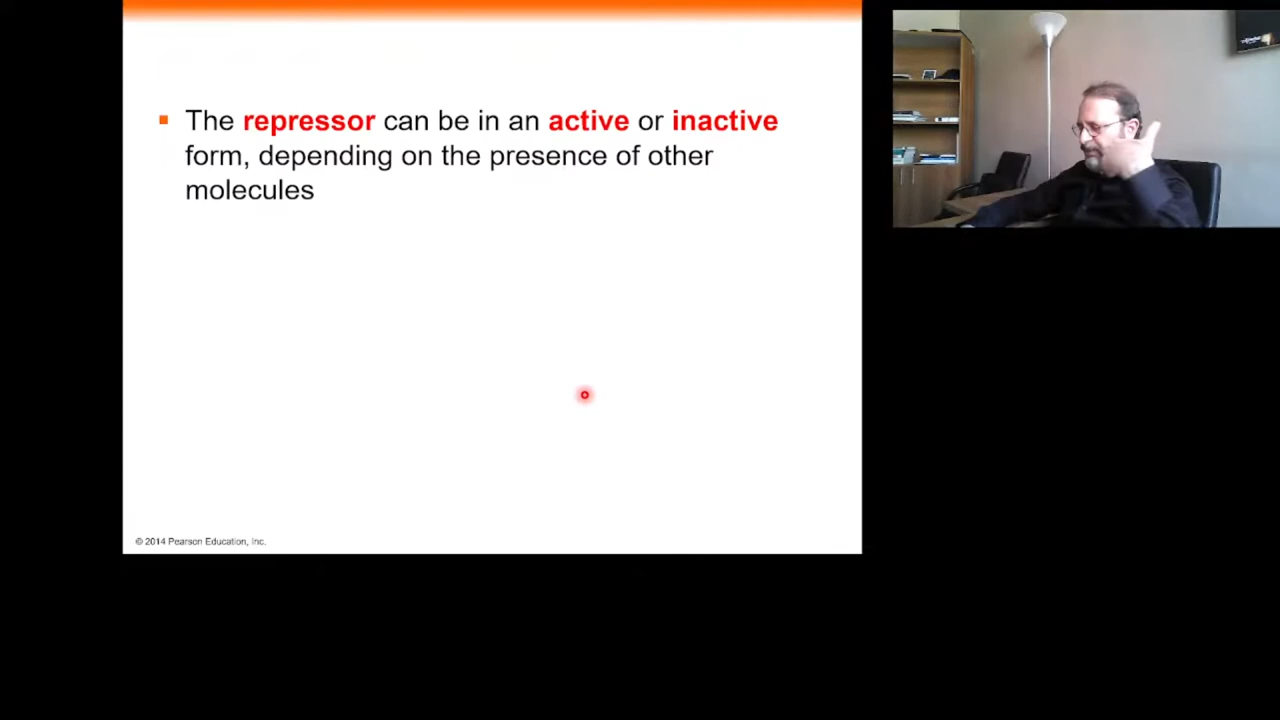 The repressor can be in an active or inactive
form, depending on the presence of other
molecules
© 2014 Pearson Education, Inc.